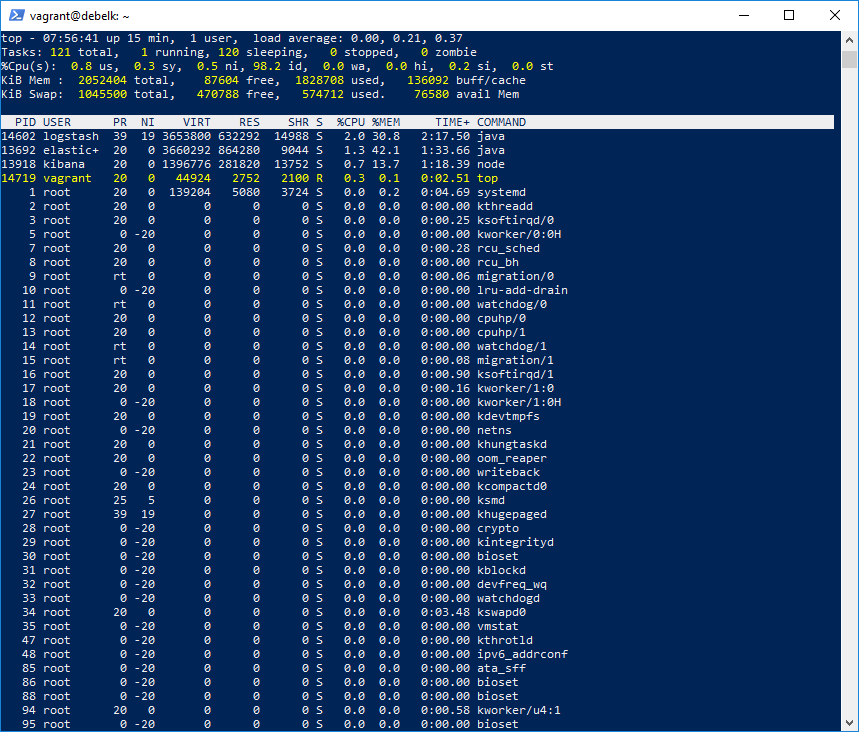 vagrant@debelk: ~
top - 07:56:41 up 15 min,  1 user,  load average: 0.00, 0.21, 0.37
Tasks: 121 total,   1 running, 120 sleeping,   0 stopped,   0 zombie
%Cpu(s):  0.8 us,  0.3 sy,  0.5 ni, 98.2 id,  0.0 wa,  0.0 hi,  0.2 si,  0.0 st
KiB Mem :  2052404 total,    87604 free,  1828708 used,   136092 buff/cache
KiB Swap:  1045500 total,   470788 free,   574712 used.    76580 avail Mem
PID USER      PR  NI    VIRT    RES    SHR S  %CPU %MEM     TIME+ COMMAND
14602 logstash  39  19 3653800 632292  14988 S   2.0 30.8   2:17.50 java
13692 elastic+  20   0 3660292 864280   9044 S   1.3 42.1   1:33.66 java
13918 kibana    20   0 1396776 281820  13752 S   0.7 13.7   1:18.39 node
14719 vagrant   20   0   44924   2752   2100 R   0.3  0.1   0:02.51 top
1 root      20   0  139204   5080   3724 S   0.0  0.2   0:04.69 systemd
2 root      20   0       0      0      0 S   0.0  0.0   0:00.00 kthreadd
3 root      20   0       0      0      0 S   0.0  0.0   0:00.25 ksoftirqd/0
5 root       0 -20       0      0      0 S   0.0  0.0   0:00.00 kworker/0:0H
7 root      20   0       0      0      0 S   0.0  0.0   0:00.28 rcu_sched
8 root      20   0       0      0      0 S   0.0  0.0   0:00.00 rcu_bh
9 root      rt   0       0      0      0 S   0.0  0.0   0:00.06 migration/0
10 root       0 -20       0      0      0 S   0.0  0.0   0:00.00 lru-add-drain
11 root      rt   0       0      0      0 S   0.0  0.0   0:00.00 watchdog/0
12 root      20   0       0      0      0 S   0.0  0.0   0:00.00 cpuhp/0
13 root      20   0       0      0      0 S   0.0  0.0   0:00.00 cpuhp/1
14 root      rt   0       0      0      0 S   0.0  0.0   0:00.00 watchdog/1
15 root      rt   0       0      0      0 S   0.0  0.0   0:00.08 migration/1
16 root      20   0       0      0      0 S   0.0  0.0   0:00.90 ksoftirqd/1
17 root      20   0       0      0      0 S   0.0  0.0   0:00.16 kworker/1:0
18 root       0 -20       0      0      0 S   0.0  0.0   0:00.00 kworker/1:0H
19 root      20   0       0      0      0 S   0.0  0.0   0:00.00 kdevtmpfs
20 root       0 -20       0      0      0 S   0.0  0.0   0:00.00 netns
21 root      20   0       0      0      0 S   0.0  0.0   0:00.00 khungtaskd
22 root      20   0       0      0      0 S   0.0  0.0   0:00.00 oom_reaper
23 root       0 -20       0      0      0 S   0.0  0.0   0:00.00 writeback
24 root      20   0       0      0      0 S   0.0  0.0   0:00.00 kcompactd0
26 root      25   5       0      0      0 S   0.0  0.0   0:00.00 ksmd
27 root      39  19       0      0      0 S   0.0  0.0   0:00.00 khugepaged
28 root       0 -20       0      0      0 S   0.0  0.0   0:00.00 crypto
29 root       0 -20       0      0      0 S   0.0  0.0   0:00.00 kintegrityd
30 root       0 -20       0      0      0 S   0.0  0.0   0:00.00 bioset
31 root       0 -20       0      0      0 S   0.0  0.0   0:00.00 kblockd
32 root       0 -20       0      0      0 S   0.0  0.0   0:00.00 devfreq_wq
33 root       0 -20       0      0      0 S   0.0  0.0   0:00.00 watchdogd
34 root      20   0       0      0      0 S   0.0  0.0   0:03.48 kswapd0
35 root       0 -20       0      0      0 S   0.0  0.0   0:00.00 vmstat
47 root       0 -20       0      0      0 S   0.0  0.0   0:00.00 kthrotld
48 root       0 -20       0      0      0 S   0.0  0.0   0:00.00 ipv6_addrconf
85 root       0 -20       0      0      0 S   0.0  0.0   0:00.00 ata_sff
86 root       0 -20       0      0      0 S   0.0  0.0   0:00.00 bioset
88 root       0 -20       0      0      0 S   0.0  0.0   0:00.00 bioset
94 root      20   0       0      0      0 S   0.0  0.0   0:00.58 kworker/u4:1
95 root       0 -20       0      0      0 S   0.0  0.0   0:00.00 bioset